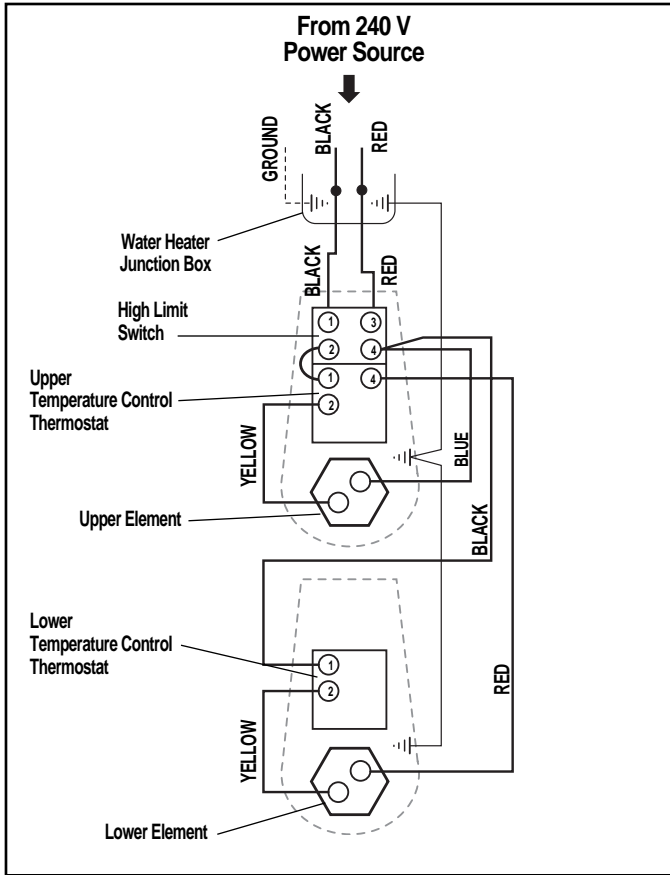 From 240 V
Power Source
GROUND
BLACK
RED
Water Heater
Junction Box
BLACK
RED
High Limit
Switch
1
3
2
4
Upper
Temperature Control
Thermostat
1
4
2
YELLOW
BLUE
Upper Element
BLACK
Lower
Temperature Control
Thermostat
1
2
RED
YELLOW
Lower Element